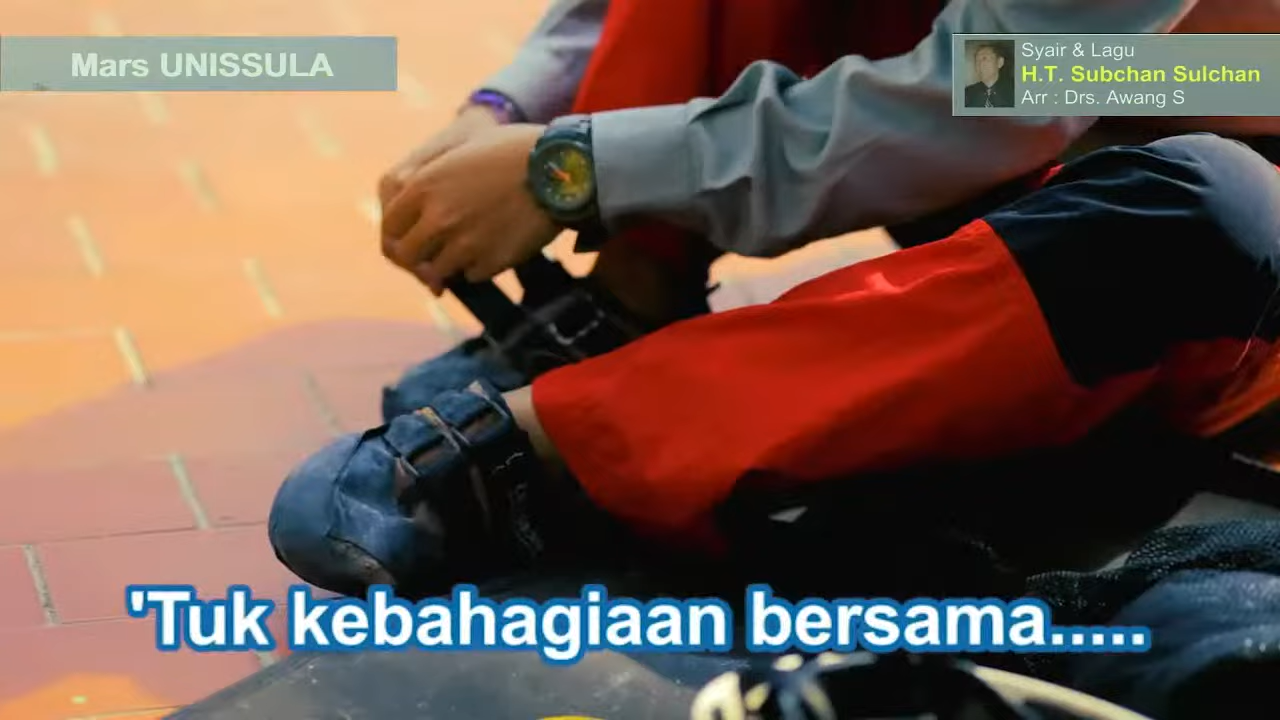 Mars UNISSULA
Syair & Lagu
H.T. Subchan Sulchan
Arr : Drs. Awang S
'Tuk kebahagiaan bersama.....